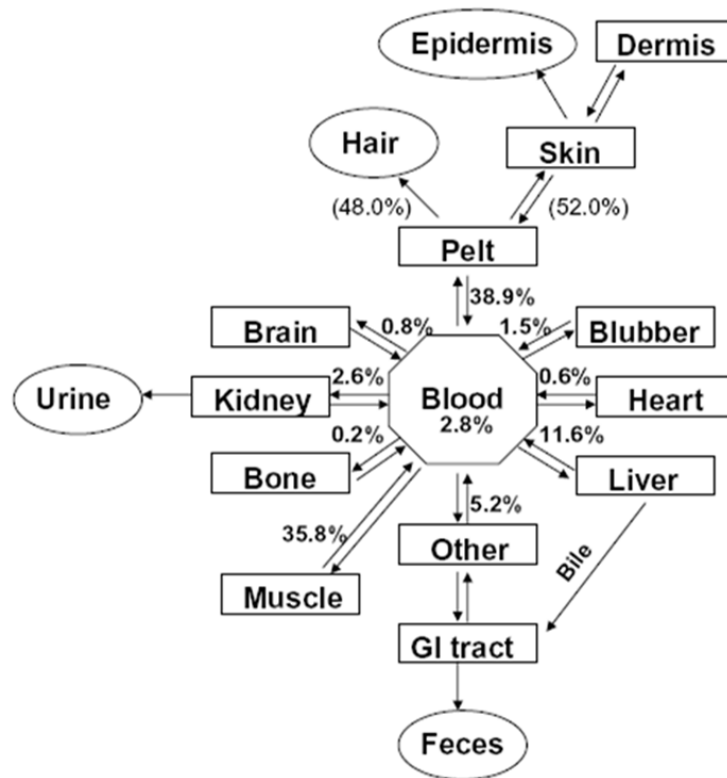 Epidermis
Dermis
Hair
Skin
(48.0%)
(52.0%)
Pelt
38.9%
Brain
0.8%
1.5%
Blubber
Urine
Kidney
2.6%
Blood
2.8%
0.6%
Heart
Bone
0.2%
11.6%
Liver
35.8%
5.2%
Muscle
Other
Bile
GI tract
Feces